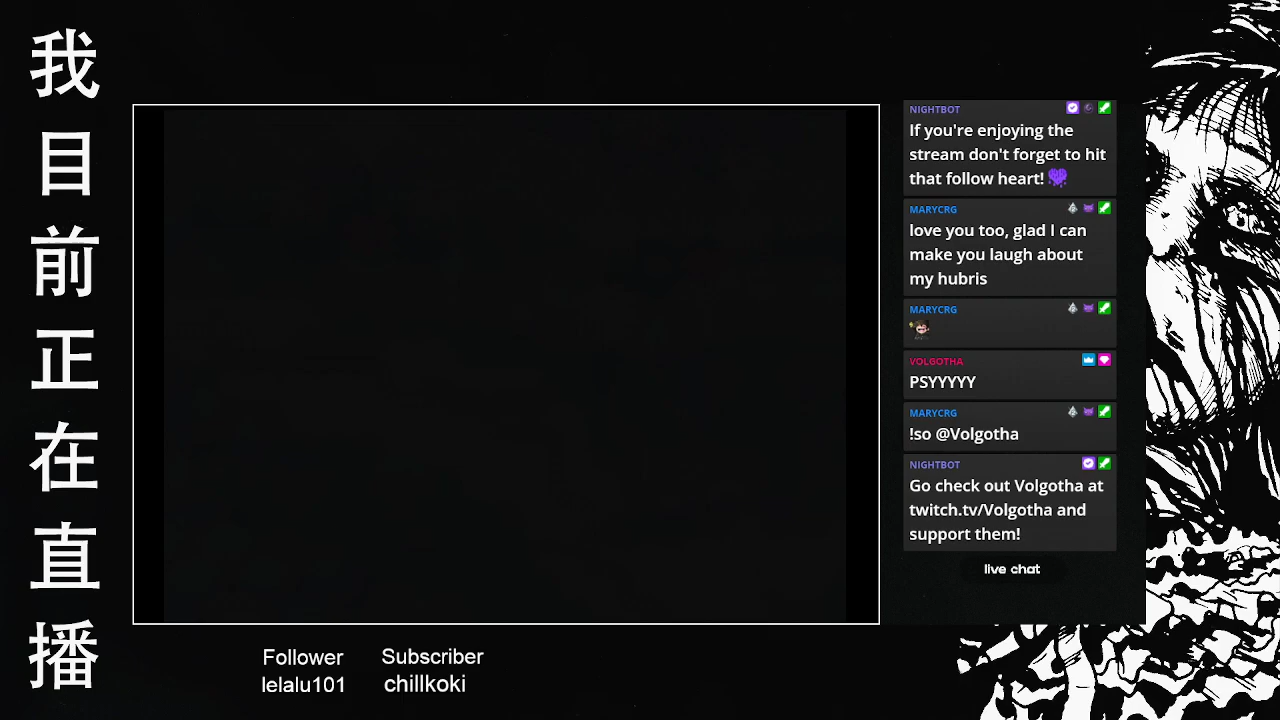 我
目
前
正
在
直
播
NIGHTBOT
If you're enjoying the
stream don't forget to hit
that follow heart!
MARYCRG
love you too, glad I can
make you laugh about
my hubris
MARYCRG
VOLGOTHA
PSYYYYY
MARYCRG
!so @Volgotha
NIGHTBOT
Go check out Volgotha at
twitch.tv/Volgotha and
support them!
live chat
Follower
lelalu101
Subscriber
chillkoki